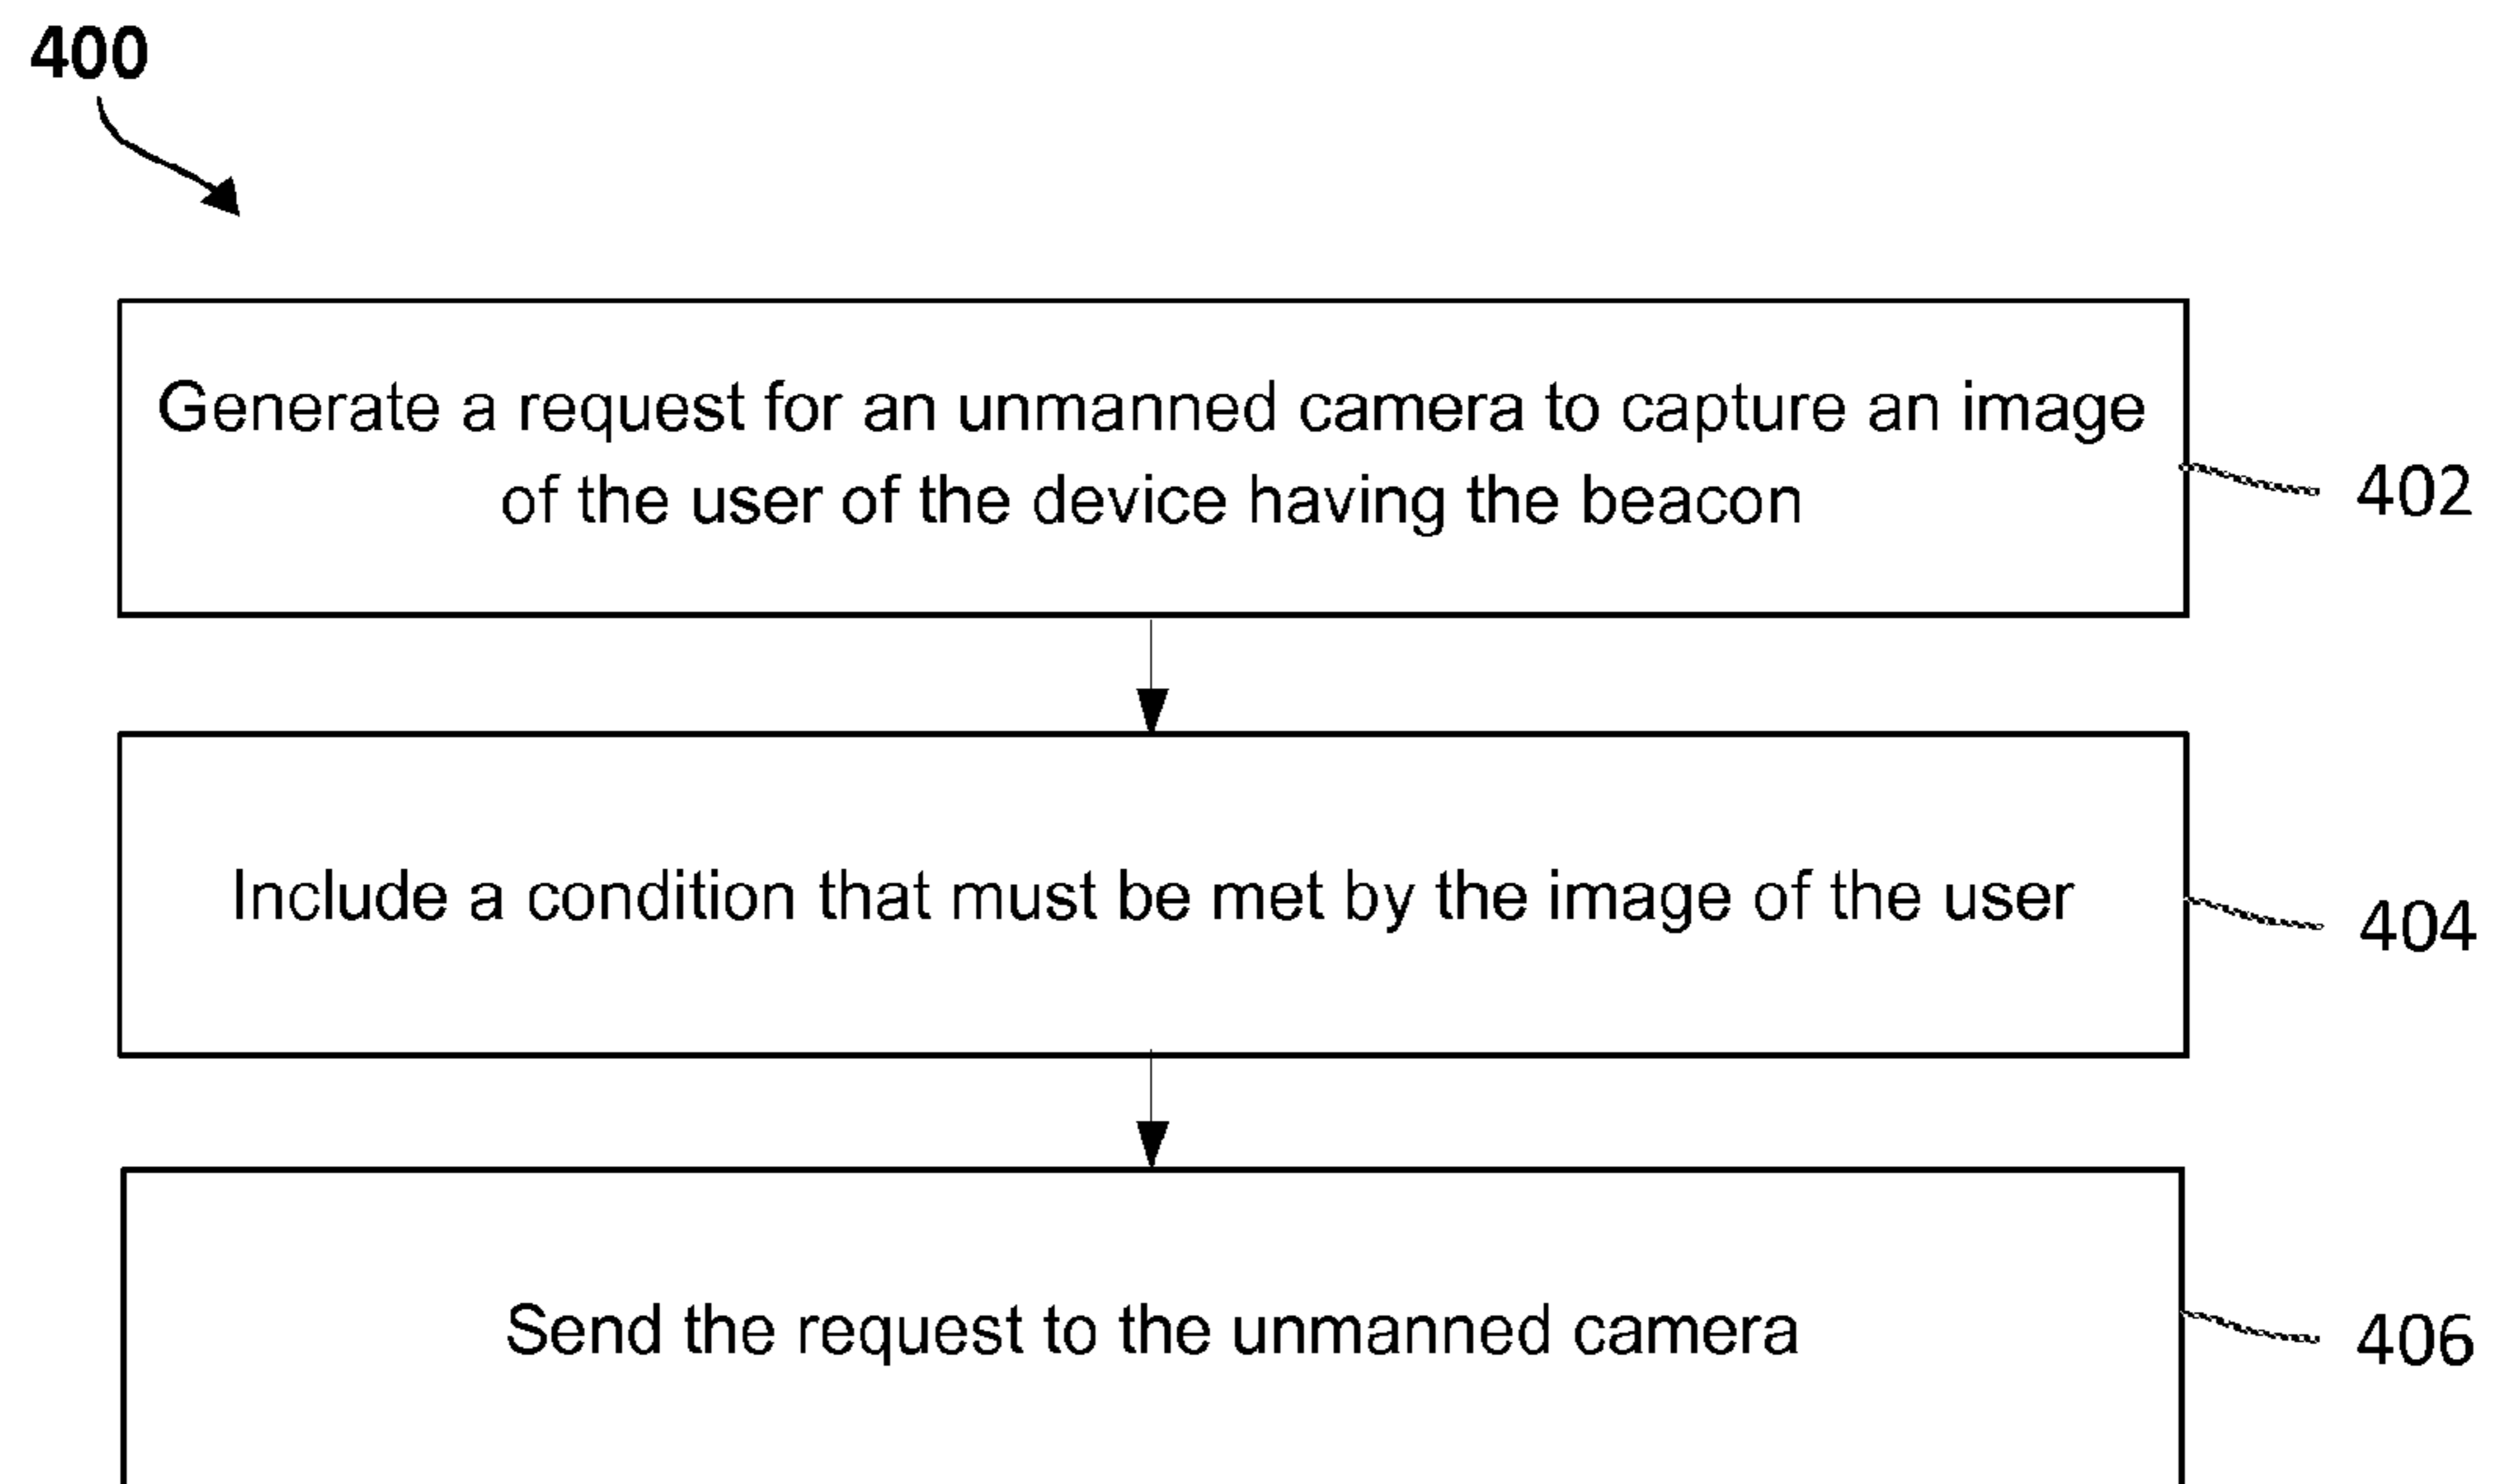 400
Generate a request for an unmanned camera to capture an image
of the user of the device having the beacon
402
Include a condition that must be met by the image of the user
404
Send the request to the unmanned camera
406